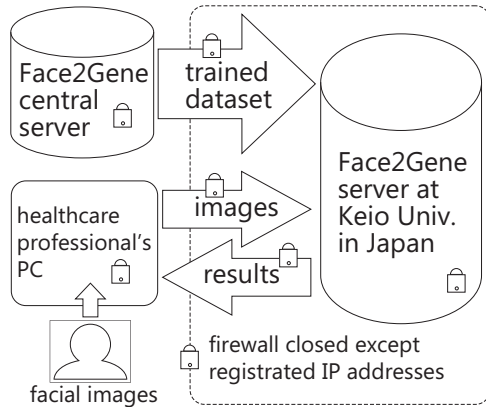 Face2Gene
central
server
trained
dataset
Face2Gene
server at
Keio Univ.
in Japan
healthcare
professional's
PC
images
results
facial images
firewall closed except
registrated IP addresses